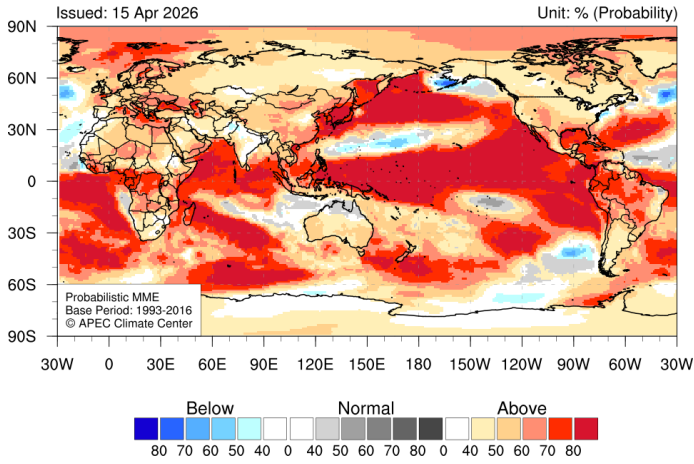 Issued: 15 Apr 2026 Unit: % (Probability)
90N
60N
30N
0
30S
60S
90S
Probabilistic MME
Base Period: 1993-2016
© APEC Climate Center
30W 0 30E 60E 90E 120E 150E 180 150W 120W 90W 60W 30W
Below Normal Above
80 70 60 50 40 0 40 50 60 70 80 0 40 50 60 70 80